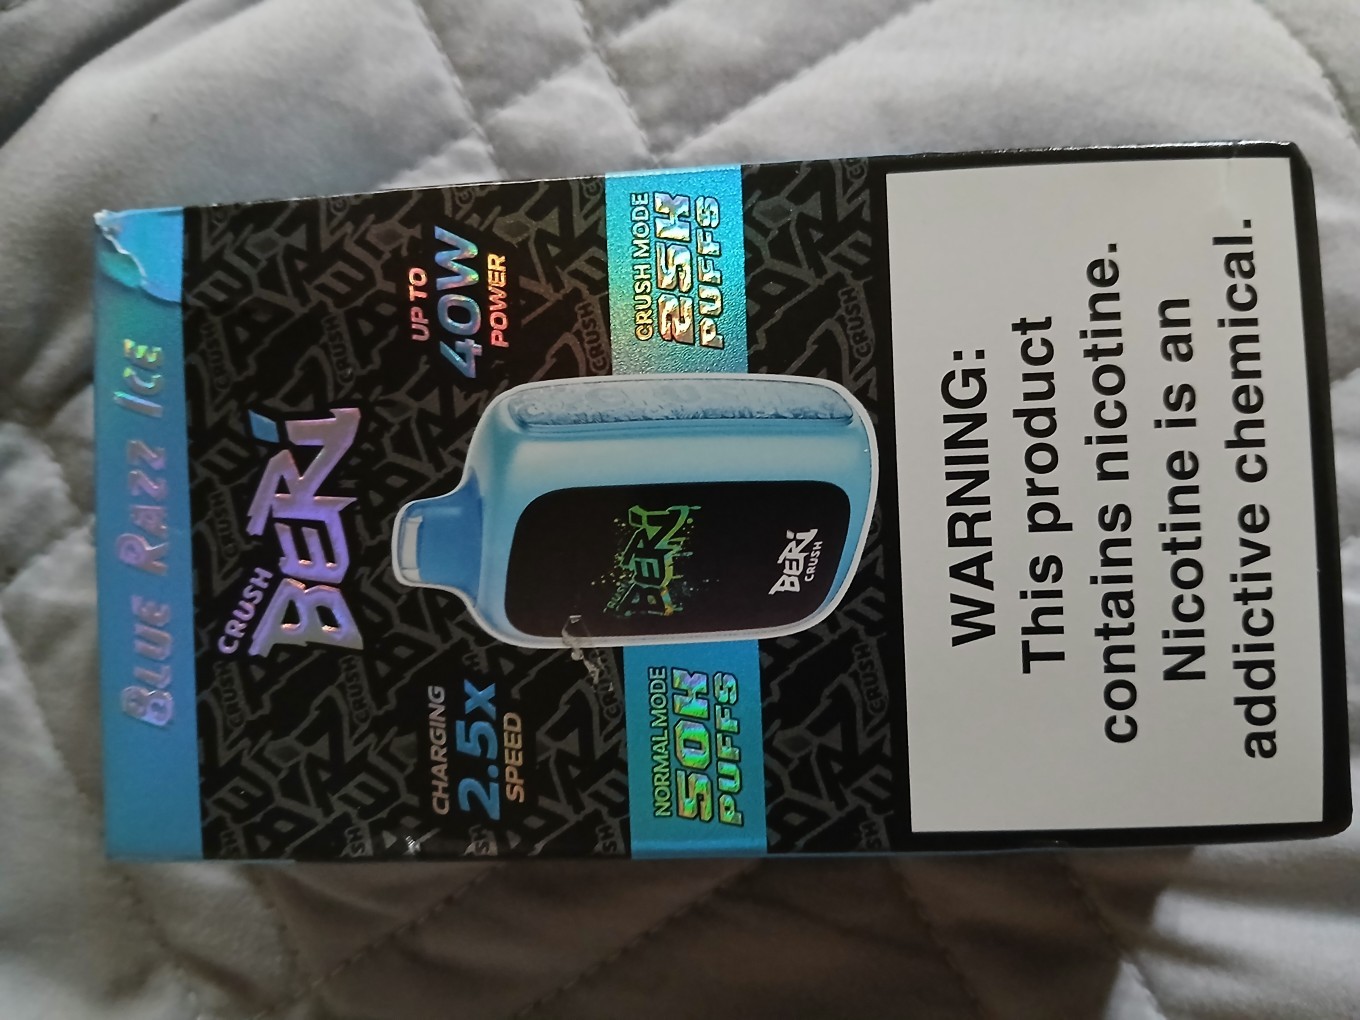 BLUE RAZZ ICE
CRUSH
BERi
CHARGING
2.5X
SPEED
UP TO
40W
POWER
NORMAL MODE
50K
PUFFS
CRUSH MODE
25K
PUFFS
BERi
BERi
CRUSH
WARNING:
This product
contains nicotine.
Nicotine is an
addictive chemical.